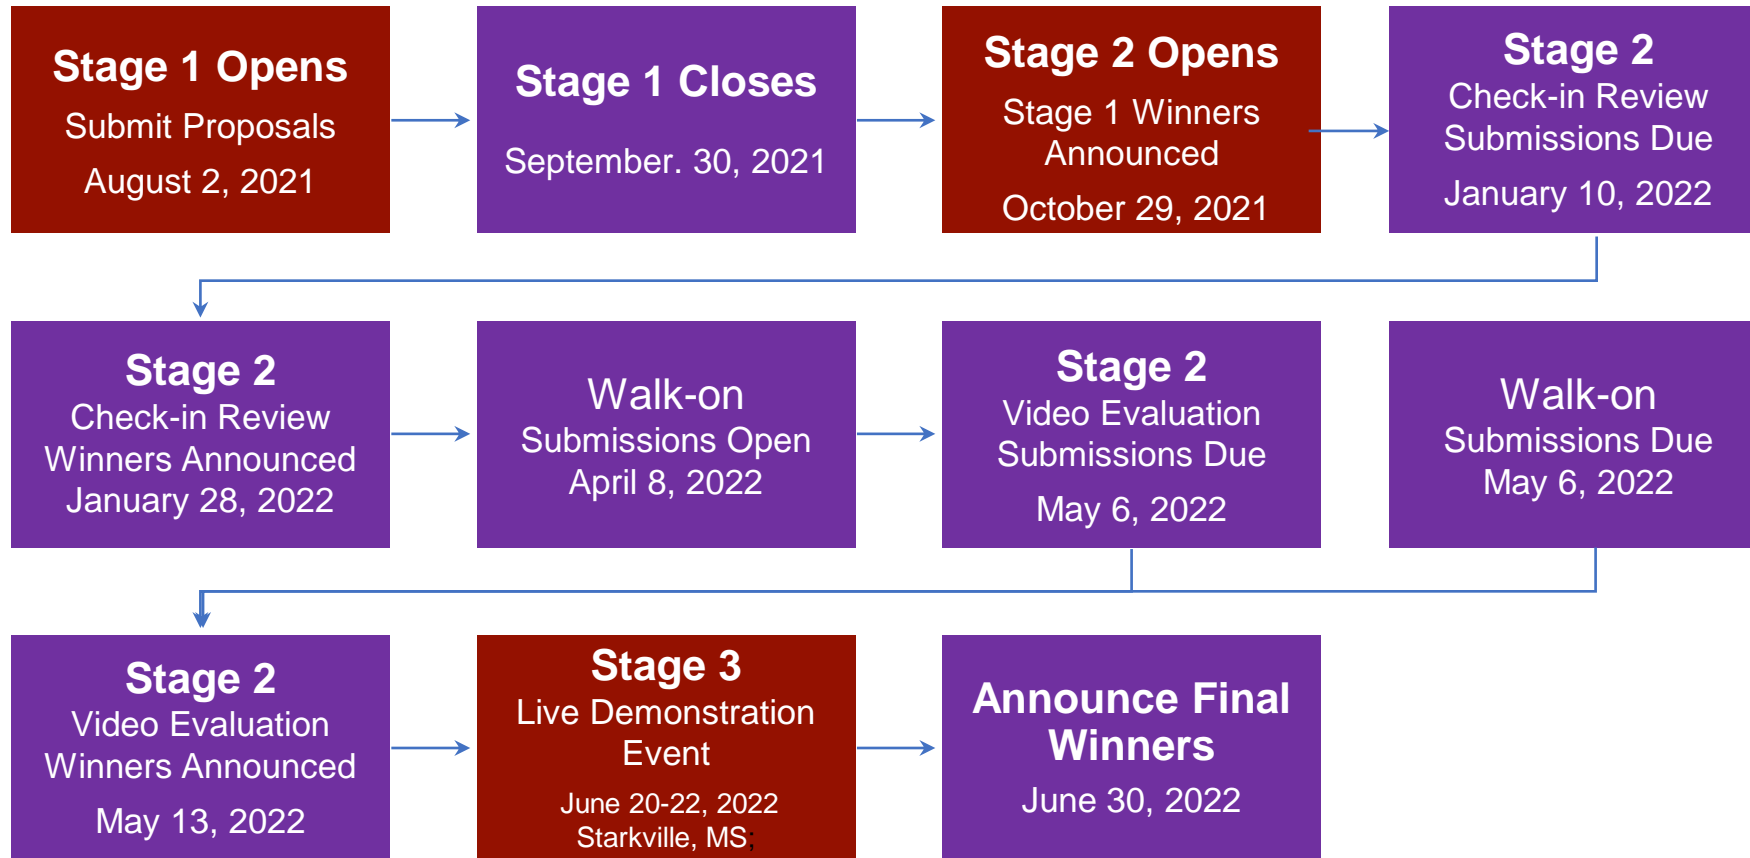 Stage 1 Opens
Submit Proposals
August 2, 2021
Stage 1 Closes
September. 30, 2021
Stage 2 Opens
Stage 1 Winners
Announced
October 29, 2021
Stage 2
Check-in Review
Submissions Due
January 10, 2022
Stage 2
Check-in Review
Winners Announced
January 28, 2022
Walk-on
Submissions Open
April 8, 2022
Stage 2
Video Evaluation
Submissions Due
May 6, 2022
Walk-on
Submissions Due
May 6, 2022
Stage 2
Video Evaluation
Winners Announced
May 13, 2022
Stage 3
Live Demonstration
Event
June 20-22, 2022
Starkville, MS;
Announce Final
Winners
June 30, 2022